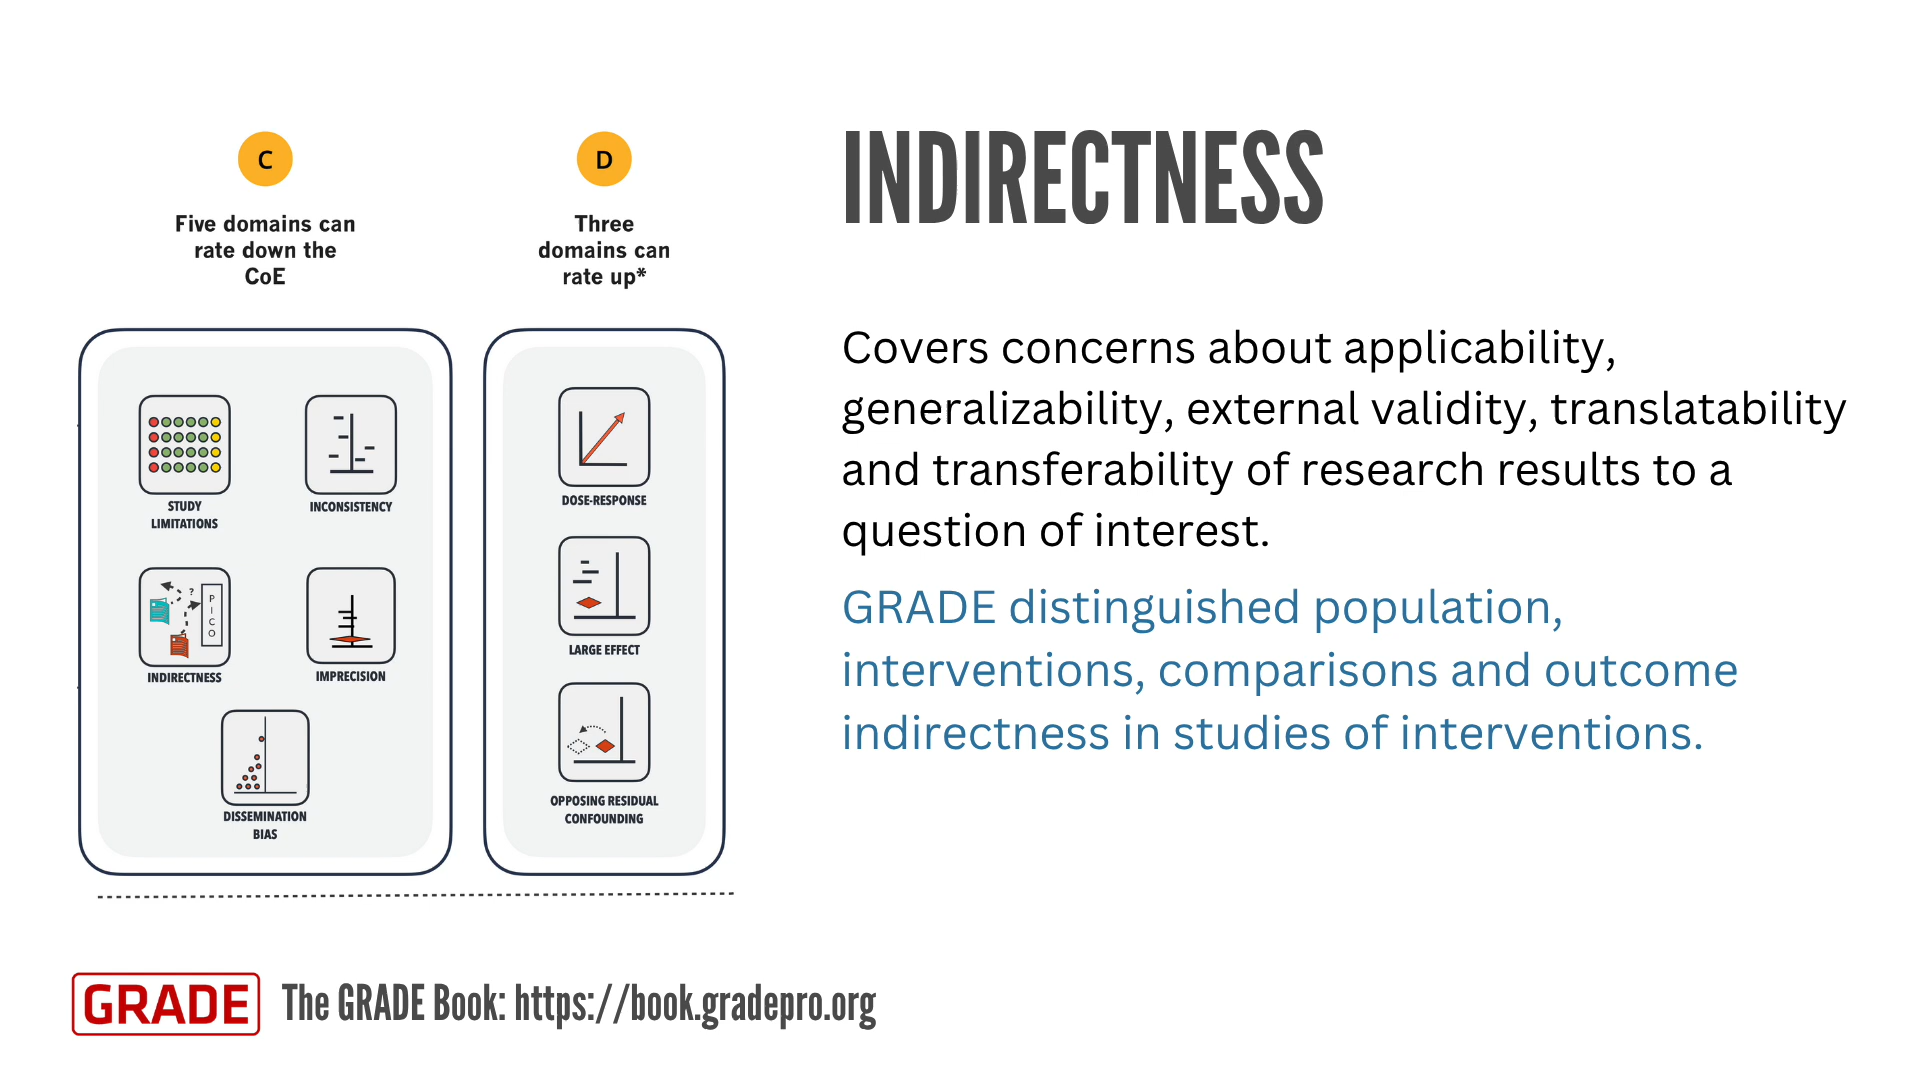 C
Five domains can
rate down the
CoE
STUDY
LIMITATIONS
INCONSISTENCY
?
P
I
C
O
INDIRECTNESS
IMPRECISION
DISSEMINATION
BIAS
D
Three
domains can
rate up*
DOSE-RESPONSE
LARGE EFFECT
OPPOSING RESIDUAL
CONFOUNDING
INDIRECTNESS
Covers concerns about applicability,
generalizability, external validity, translatability
and transferability of research results to a
question of interest.
GRADE distinguished population,
interventions, comparisons and outcome
indirectness in studies of interventions.
GRADE
The GRADE Book: https://book.gradepro.org